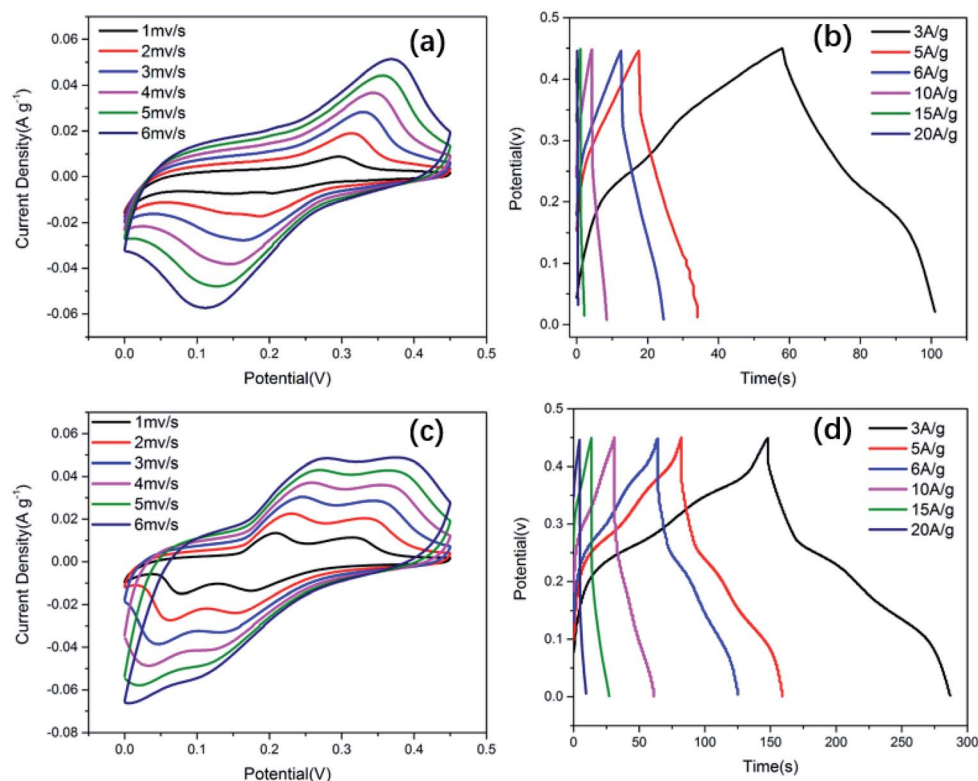 (a)
1mv/s
2mv/s
3mv/s
4mv/s
5mv/s
6mv/s
Current Density(A g⁻¹)
0.06
0.04
0.02
0.00
-0.02
-0.04
-0.06
0.0 0.1 0.2 0.3 0.4 0.5
Potential(V)
(b)
3A/g
5A/g
6A/g
10A/g
15A/g
20A/g
Potential(v)
0.5
0.4
0.3
0.2
0.1
0.0
0 20 40 60 80 100
Time(s)
(c)
1mv/s
2mv/s
3mv/s
4mv/s
5mv/s
6mv/s
Current Density(A g⁻¹)
0.06
0.04
0.02
0.00
-0.02
-0.04
-0.06
-0.08
0.0 0.1 0.2 0.3 0.4 0.5
Potential(V)
(d)
3A/g
5A/g
6A/g
10A/g
15A/g
20A/g
Potential(v)
0.5
0.4
0.3
0.2
0.1
0.0
0 50 100 150 200 250 300
Time(s)